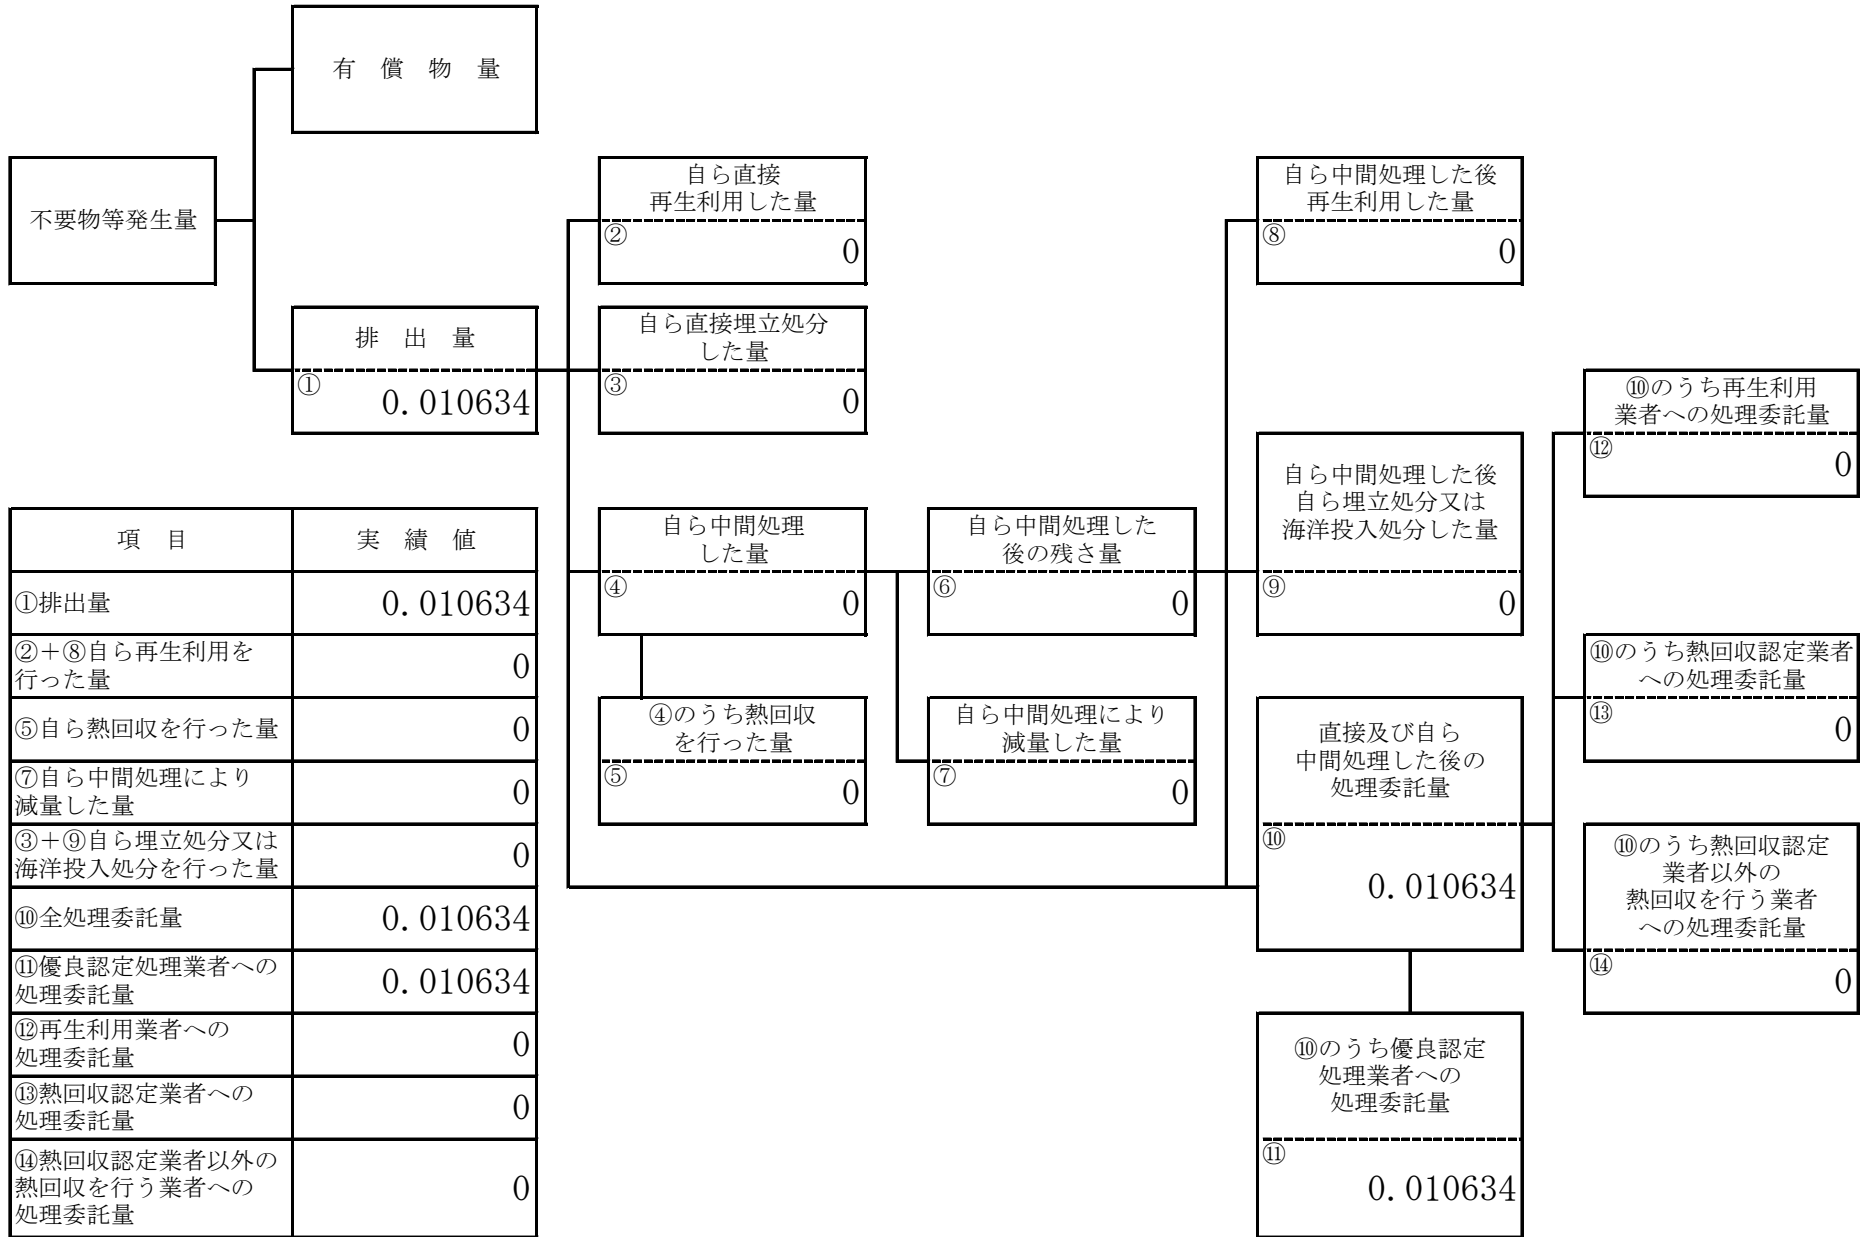 有 償 物 量
不要物等発生量
排 出 量
①
0.010634
自ら直接
再生利用した量
②
0
自ら直接埋立処分
した量
③
0
自ら中間処理
した量
④
0
④のうち熱回収
を行った量
⑤
0
自ら中間処理した
後の残さ量
⑥
0
自ら中間処理により
減量した量
⑦
0
自ら中間処理した後
再生利用した量
⑧
0
自ら中間処理した後
自ら埋立処分又は
海洋投入処分した量
⑨
0
直接及び自ら
中間処理した後の
処理委託量
⑩
0.010634
⑩のうち優良認定
処理業者への
処理委託量
⑪
0.010634
⑩のうち再生利用
業者への処理委託量
⑫
0
⑩のうち熱回収認定業者
への処理委託量
⑬
0
⑩のうち熱回収認定
業者以外の
熱回収を行う業者
への処理委託量
⑭
0
項 目 実 績 値
①排出量 0.010634
②+⑧自ら再生利用を
行った量 0
⑤自ら熱回収を行った量 0
⑦自ら中間処理により
減量した量 0
③+⑨自ら埋立処分又は
海洋投入処分を行った量 0
⑩全処理委託量 0.010634
⑪優良認定処理業者への
処理委託量 0.010634
⑫再生利用業者への
処理委託量 0
⑬熱回収認定業者への
処理委託量 0
⑭熱回収認定業者以外の
熱回収を行う業者への 0
処理委託量